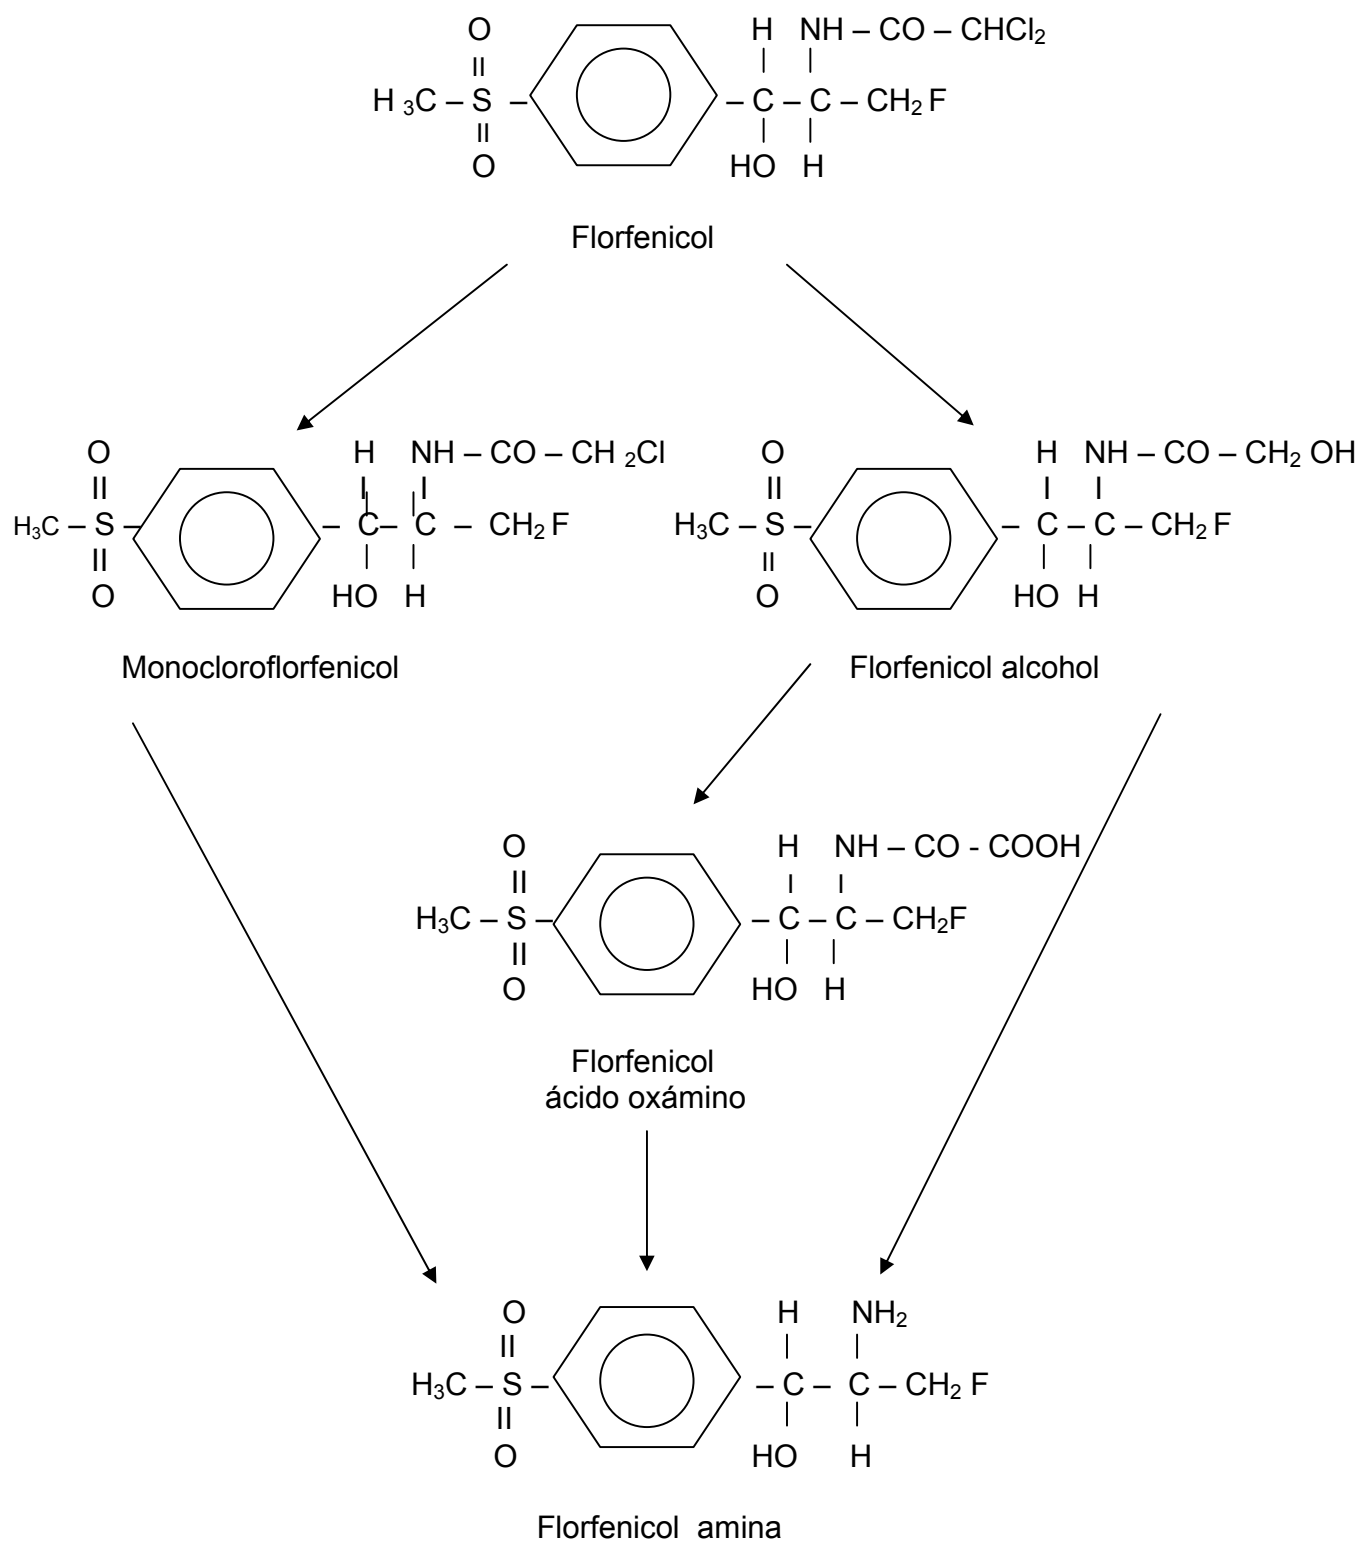 O H NH – CO – CHCl₂
H ₃C – S – – C – C – CH₂ F
O HO H
Florfenicol
O H NH – CO – CH ₂Cl O H NH – CO – CH₂ OH
H₃C – S – – C – C – CH₂ F H₃C – S – – C – C – CH₂ F
O HO H O HO H
Monocloroflorfenicol Florfenicol alcohol
O H NH – CO - COOH
H₃C – S – – C – C – CH₂F
O HO H
Florfenicol
ácido oxámino
O H NH₂
H₃C – S – – C – C – CH₂ F
O HO H
Florfenicol amina